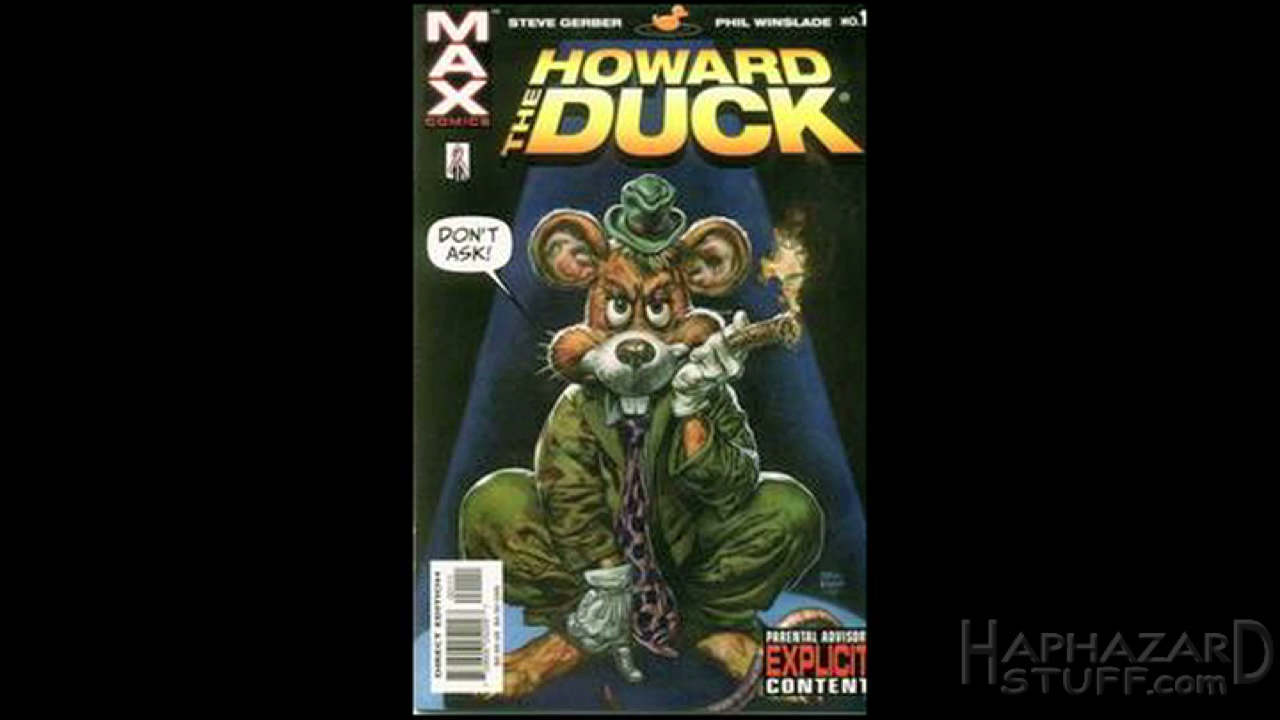 MAX
COMICS
STEVE GERBER
PHIL WINSLADE
NO.1
HOWARD
THE DUCK
DON'T
ASK!
DIRECT EDITION
PARENTAL ADVISOR
EXPLICIT
CONTENT
HAPHAZARD
STUFF.com